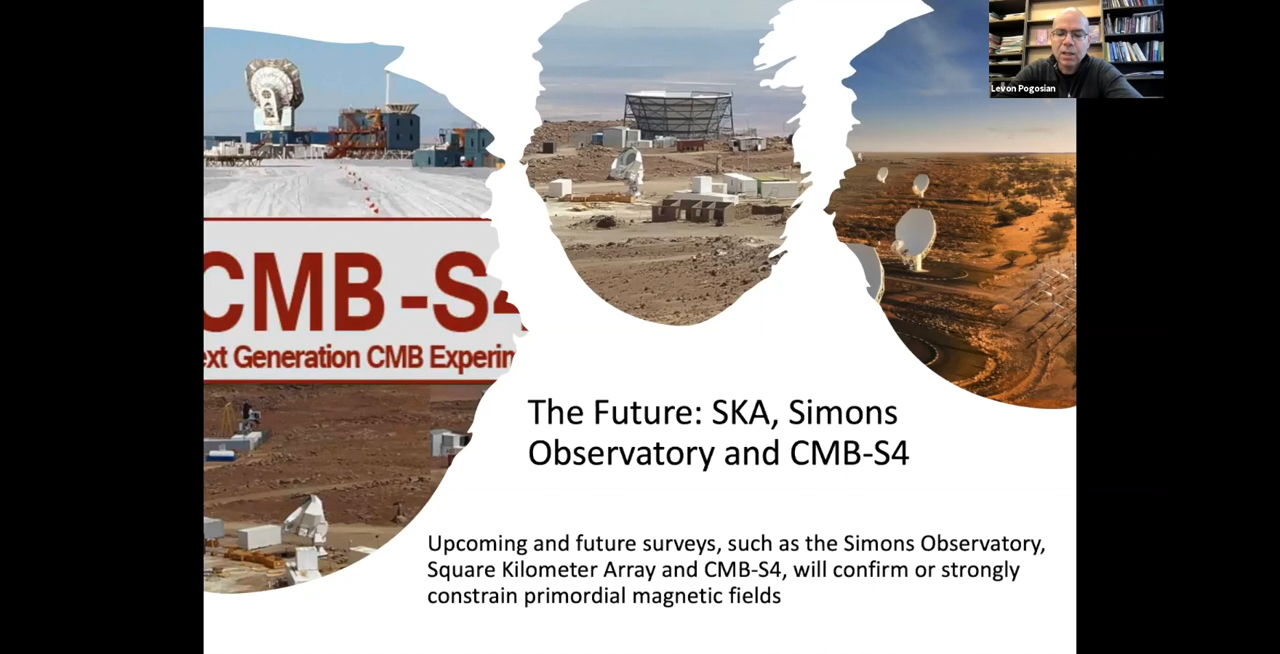 Levon Pogosian
CMB-S4
ext Generation CMB Experim
The Future: SKA, Simons
Observatory and CMB-S4
Upcoming and future surveys, such as the Simons Observatory,
Square Kilometer Array and CMB-S4, will confirm or strongly
constrain primordial magnetic fields